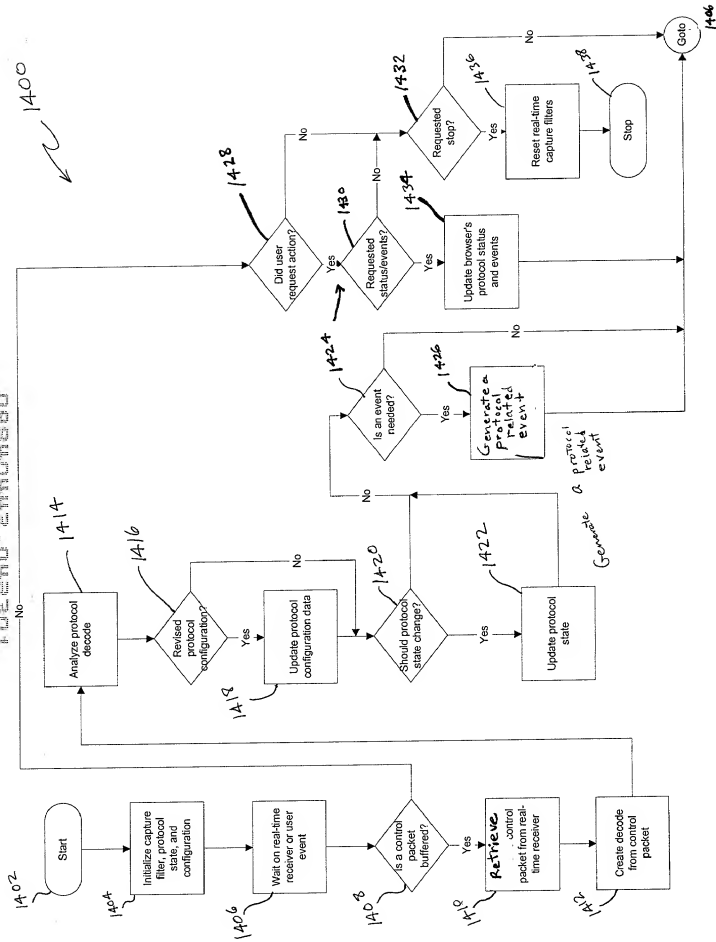 1400
1402
Start
1404
Initialize capture
filter, protocol
state, and
configuration
1406
Wait on real-time
receiver or user
event
1408
Is a control
packet
buffered?
No
Yes
1410
Retrieve
control
packet from real-
time receiver
1412
Create decode
from control
packet
1414
Analyze protocol
decode
1416
Revised
protocol
configuration?
No
Yes
1418
Update protocol
configuration data
1420
Should protocol
state change?
No
Yes
1422
Update protocol
state
1424
Is an event
needed?
No
Yes
1426
Generate a
protocol
related
event
Generate a protocol
related
event
1428
Did user
request action?
No
Yes
1430
Requested
status/events?
No
Yes
1434
Update browser's
protocol status
and events
1432
Requested
stop?
No
Yes
1436
Reset real-time
capture filters
1438
Stop
Goto
1406